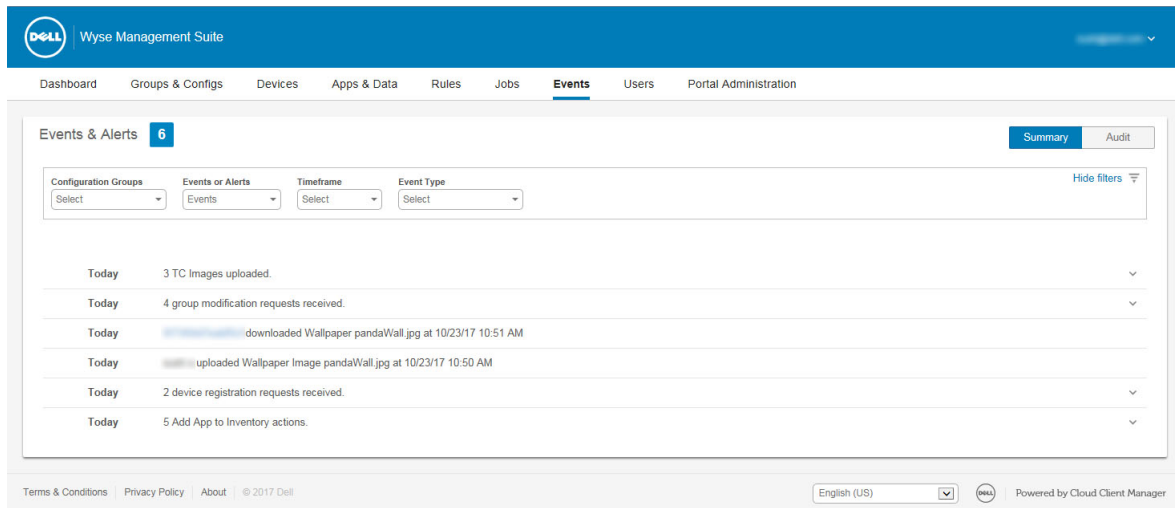 DELL Wyse Management Suite
Dashboard Groups & Configs Devices Apps & Data Rules Jobs Events Users Portal Administration
Events & Alerts 6 Summary Audit
Configuration Groups Events or Alerts Timeframe Event Type Hide filters
Select Events Select Select
Today 3 TC Images uploaded.
Today 4 group modification requests received.
Today downloaded Wallpaper pandaWall.jpg at 10/23/17 10:51 AM
Today uploaded Wallpaper Image pandaWall.jpg at 10/23/17 10:50 AM
Today 2 device registration requests received.
Today 5 Add App to Inventory actions.
Terms & Conditions Privacy Policy About © 2017 Dell English (US) DELL Powered by Cloud Client Manager